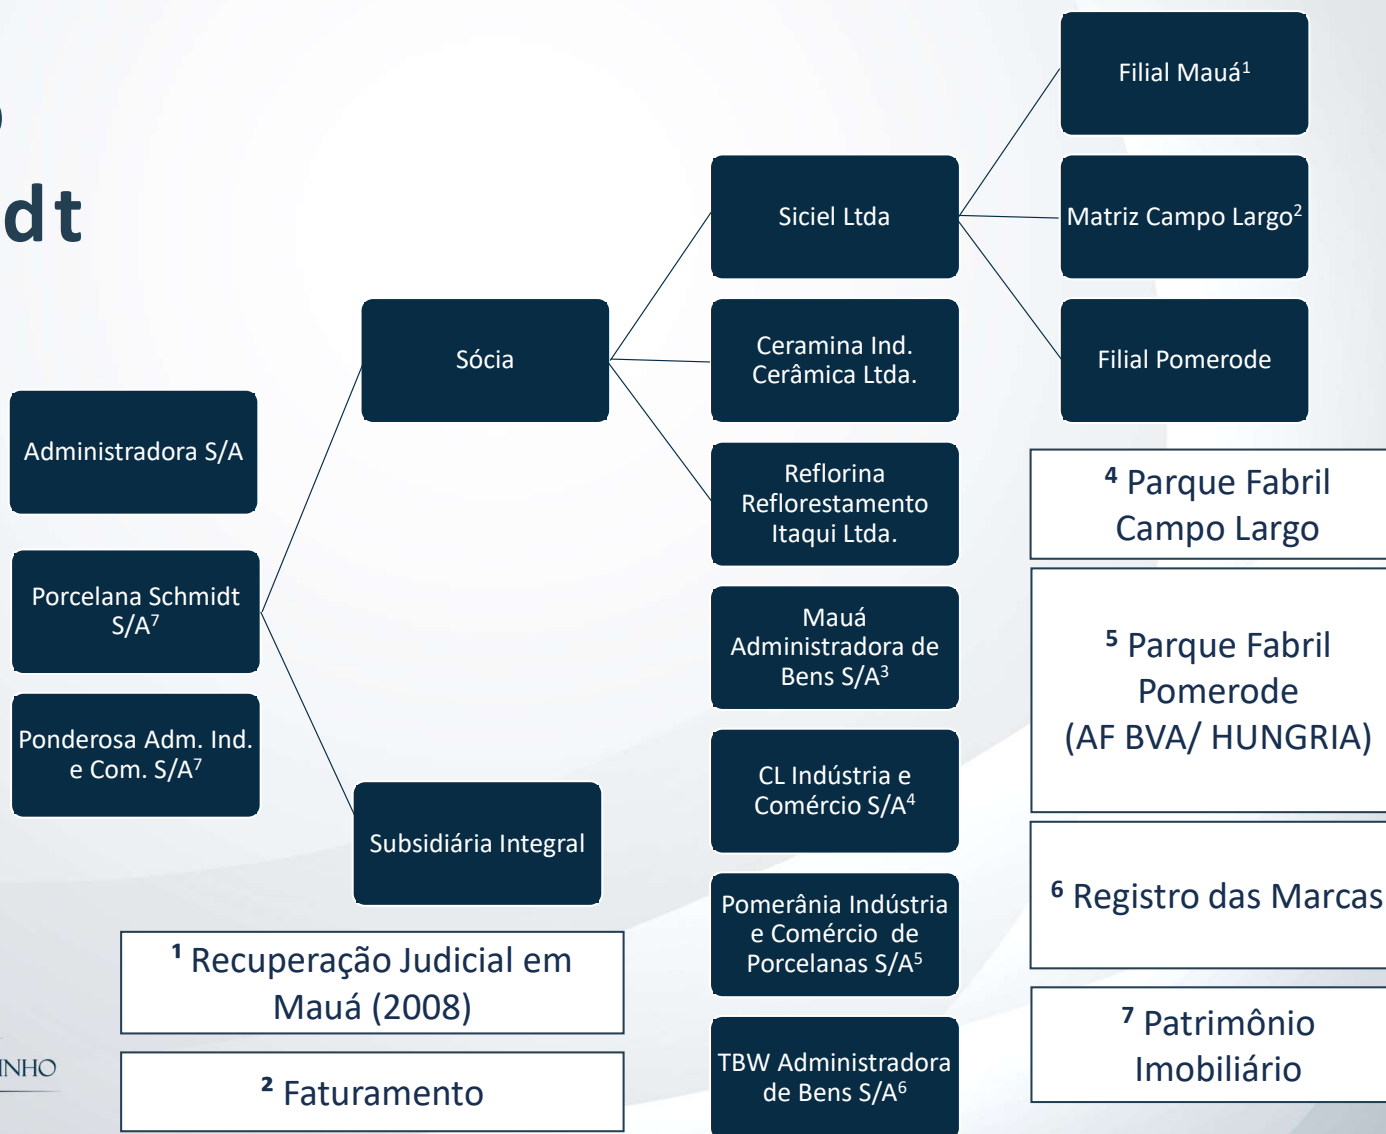 dt
Filial Mauá¹
Siciel Ltda
Matriz Campo Largo²
Sócia
Ceramina Ind.
Cerâmica Ltda.
Filial Pomerode
Administradora S/A
Reflorina
Reflorestamento
Itaqui Ltda.
⁴ Parque Fabril
Campo Largo
Porcelana Schmidt
S/A⁷
Mauá
Administradora de
Bens S/A³
⁵ Parque Fabril
Pomerode
(AF BVA/ HUNGRIA)
Ponderosa Adm. Ind.
e Com. S/A⁷
CL Indústria e
Comércio S/A⁴
Subsidiária Integral
Pomerânia Indústria
e Comércio de
Porcelanas S/A⁵
⁶ Registro das Marcas
¹ Recuperação Judicial em
Mauá (2008)
TBW Administradora
de Bens S/A⁶
⁷ Patrimônio
Imobiliário
INHO
² Faturamento